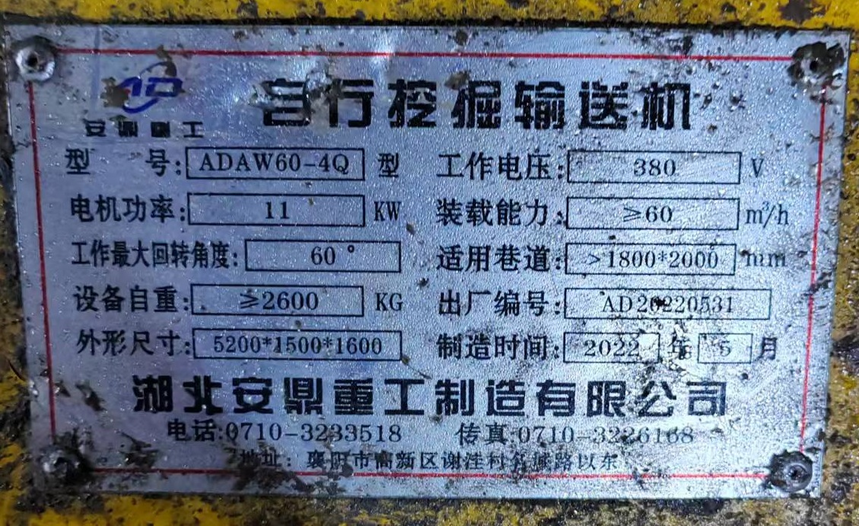 AD
安鼎重工
自行挖掘输送机
型 号: ADAW60-4Q 型 工作电压: 380 V
电机功率: 11 KW 装载能力: ≥60 m³/h
工作最大回转角度: 60° 适用巷道: >1800*2000 mm
设备自重: ≥2600 KG 出厂编号: AD20220531
外形尺寸: 5200*1500*1600 制造时间: 2022 年 5 月
湖北安鼎重工制造有限公司
电话:0710-3233518 传真:0710-3226168
地址: 襄阳市高新区谢洼村名城路以东